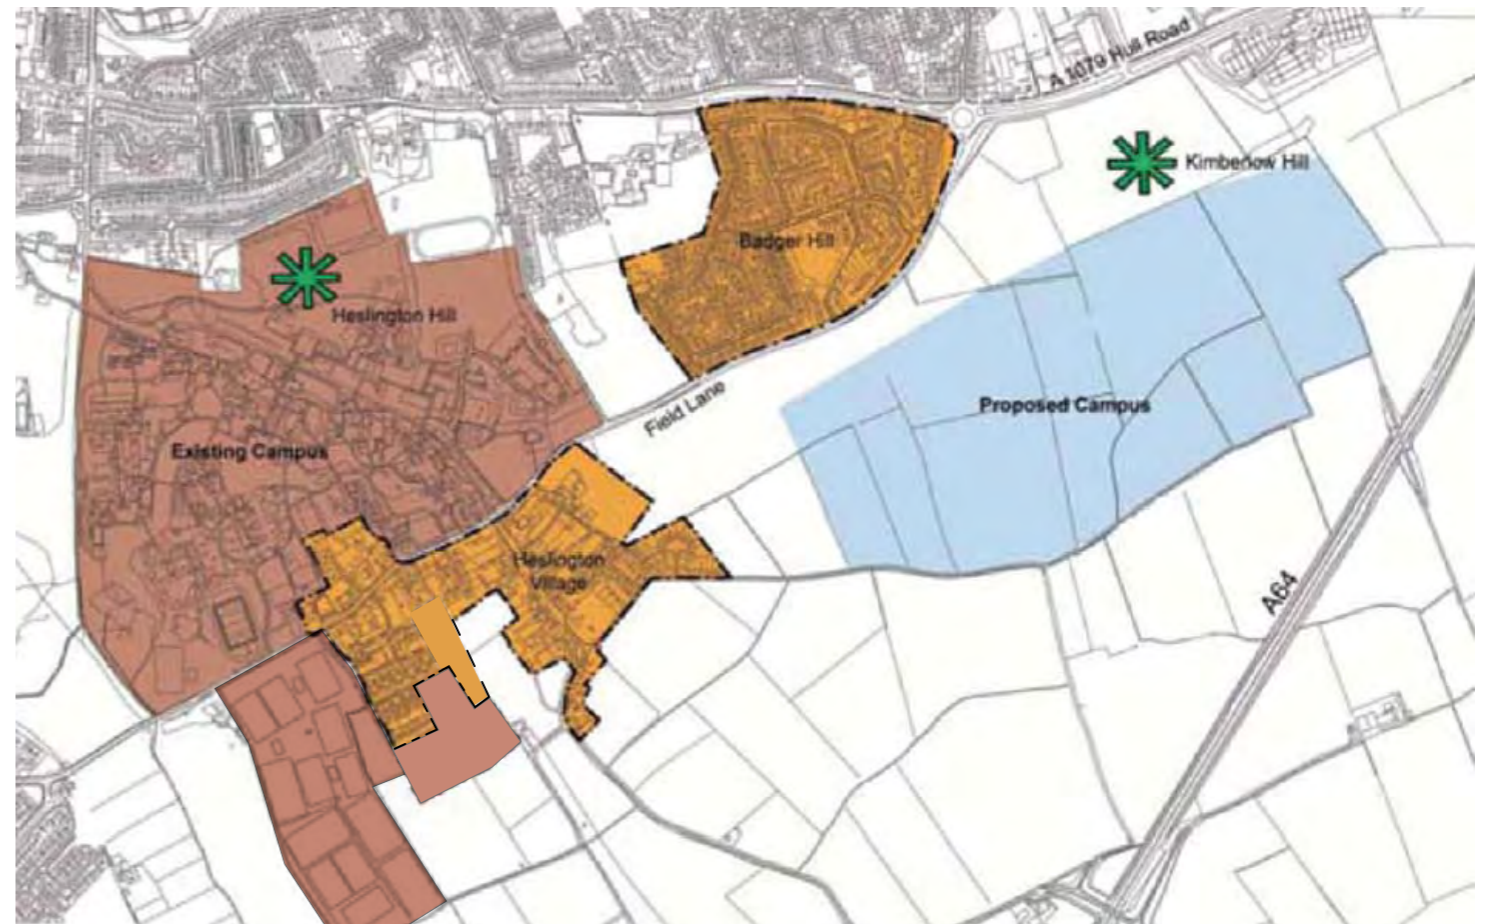 A 1079 Hull Road
Kimberlow Hill
Badger Hill
Heslington Hill
Field Lane
Proposed Campus
Existing Campus
Heslington
Village
A64